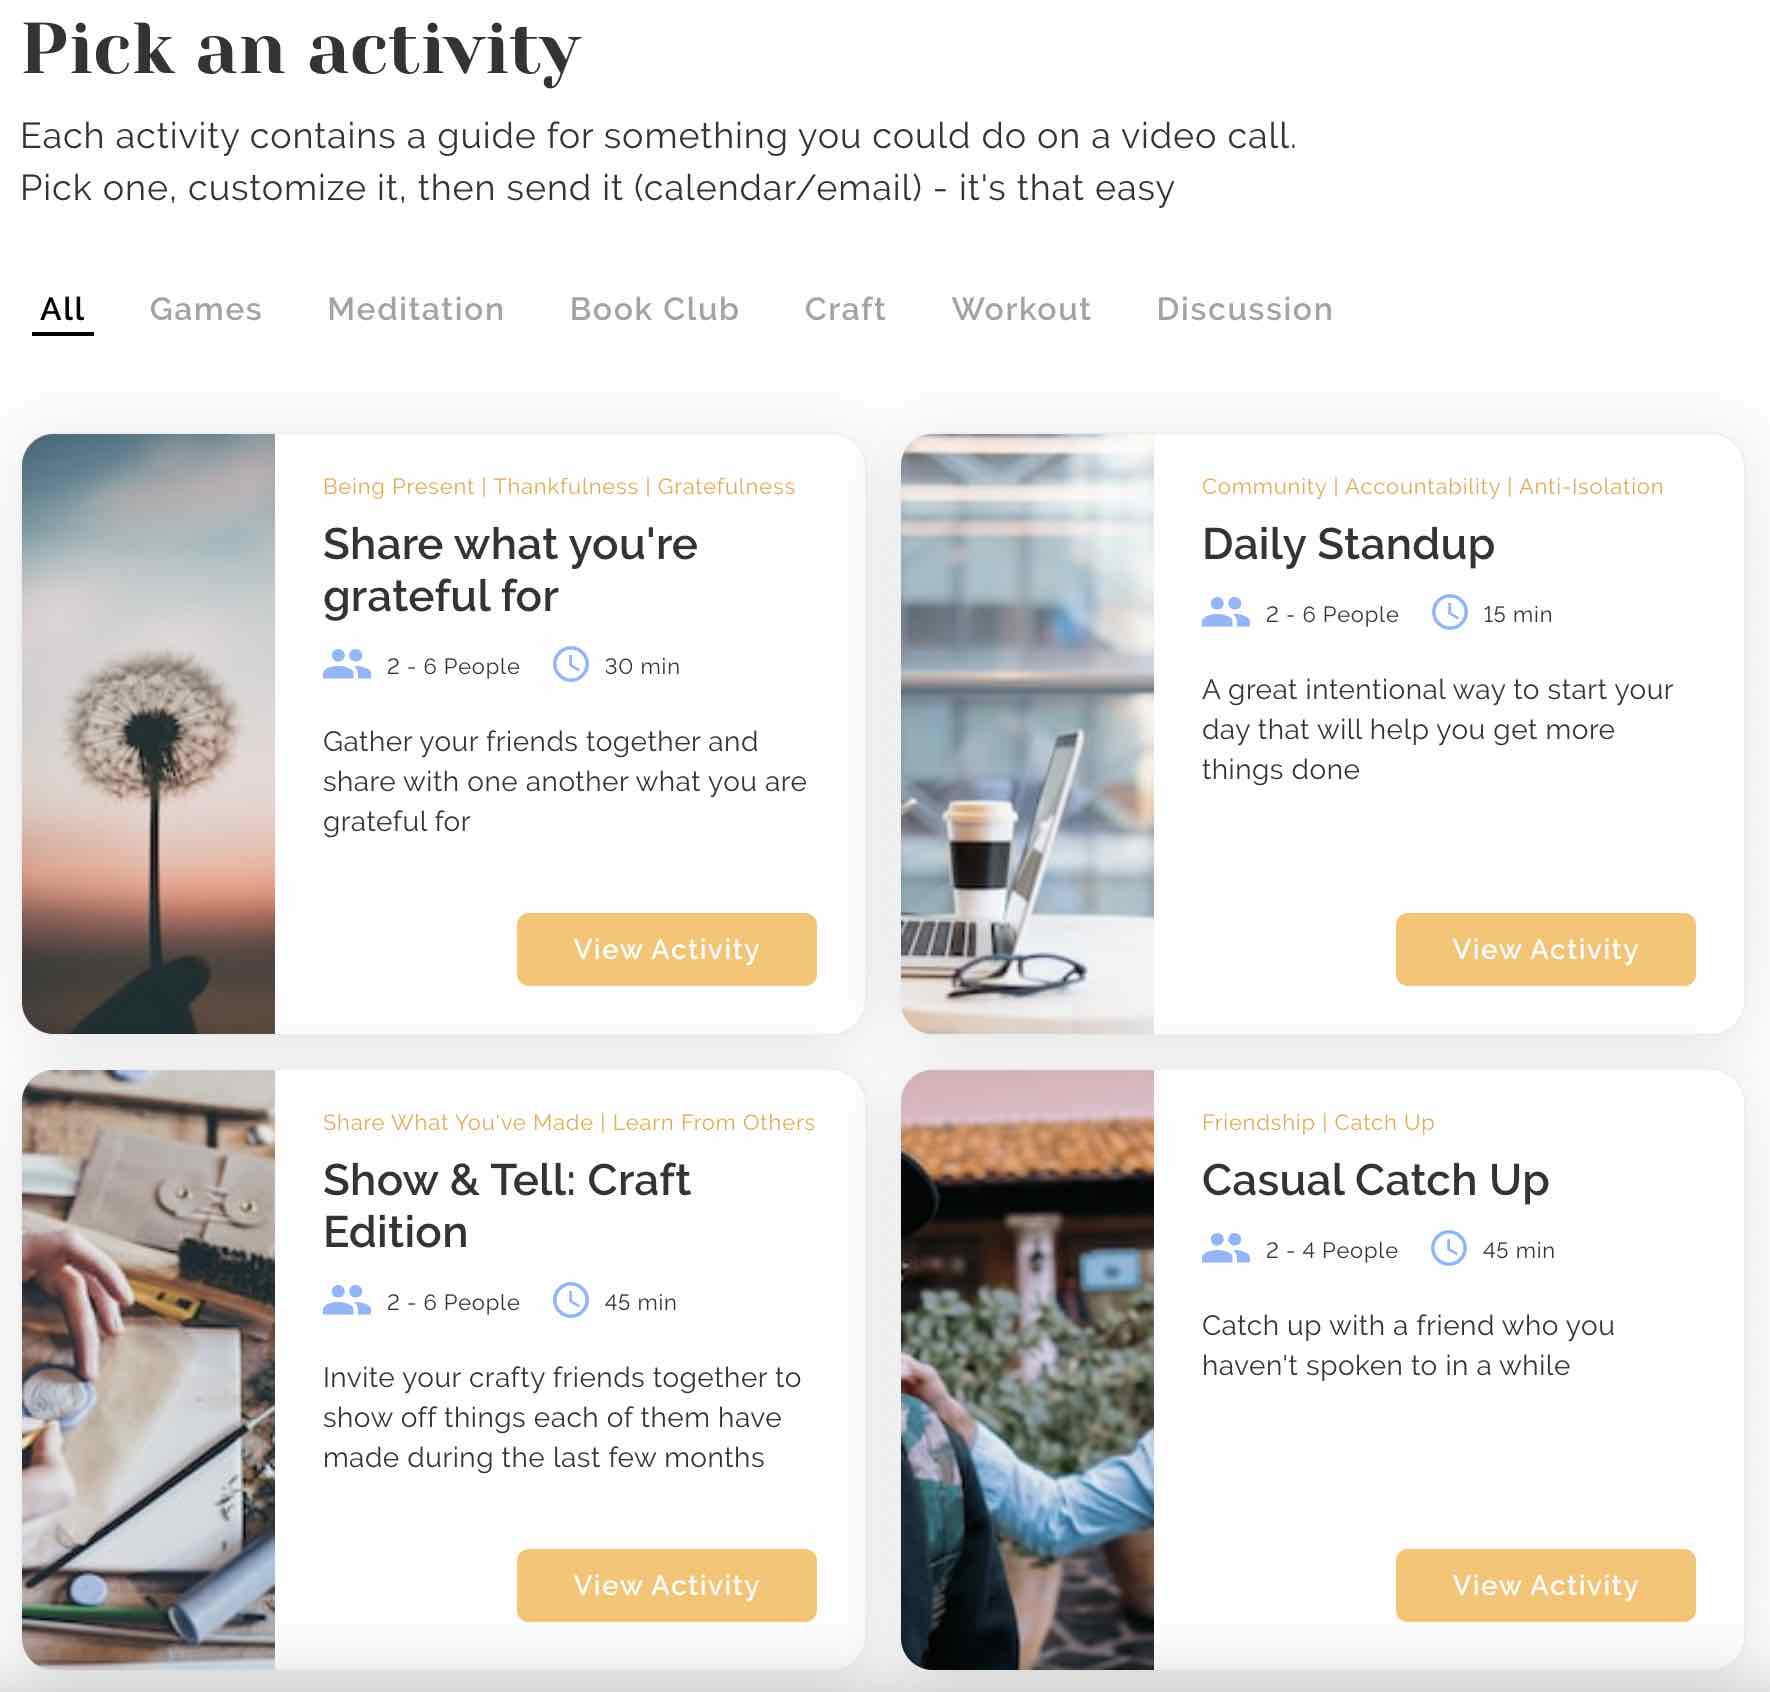 Pick an activity
Each activity contains a guide for something you could do on a video call.
Pick one, customize it, then send it (calendar/email) - it's that easy
All Games Meditation Book Club Craft Workout Discussion
Being Present | Thankfulness | Gratefulness
Share what you're
grateful for
2 - 6 People 30 min
Gather your friends together and
share with one another what you are
grateful for
View Activity
Community | Accountability | Anti-Isolation
Daily Standup
2 - 6 People 15 min
A great intentional way to start your
day that will help you get more
things done
View Activity
Share What You've Made | Learn From Others
Show & Tell: Craft
Edition
2 - 6 People 45 min
Invite your crafty friends together to
show off things each of them have
made during the last few months
View Activity
Friendship | Catch Up
Casual Catch Up
2 - 4 People 45 min
Catch up with a friend who you
haven't spoken to in a while
View Activity